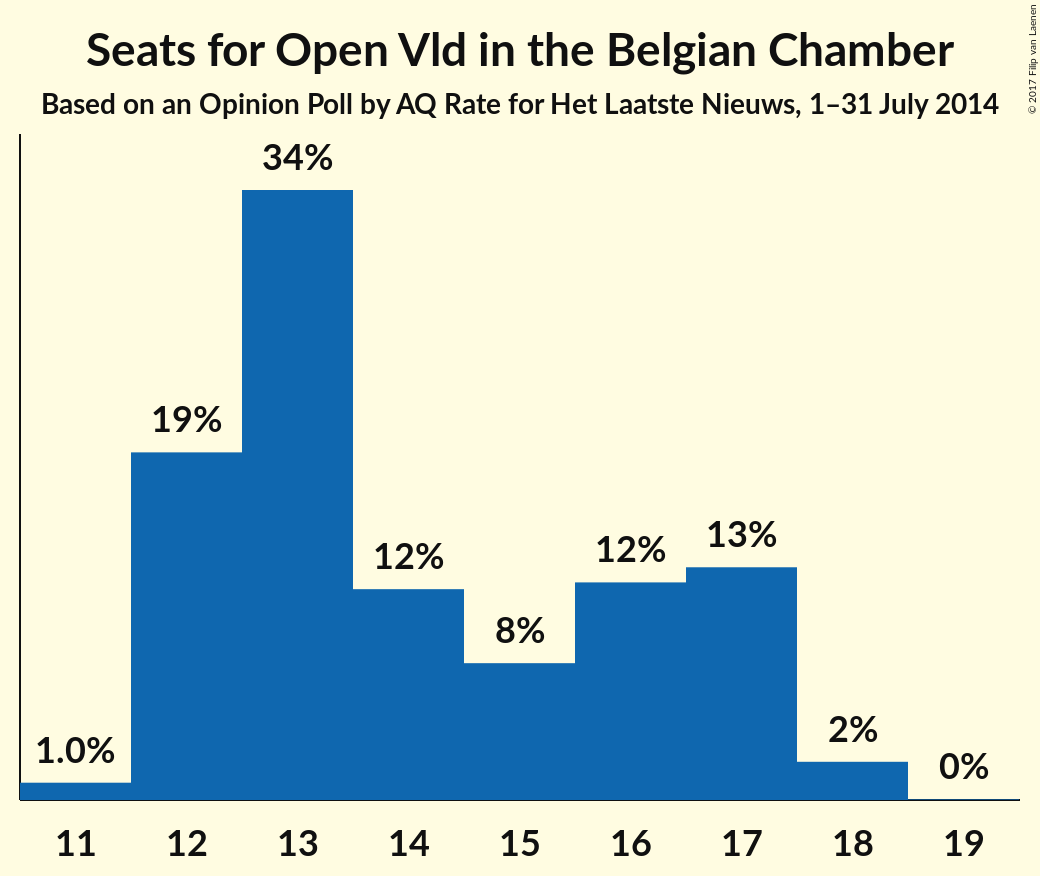 Seats for Open Vld in the Belgian Chamber
Based on an Opinion Poll by AQ Rate for Het Laatste Nieuws, 1–31 July 2014
© 2017 Filip van Laenen
34%
19%
12%
8%
12%
13%
1.0%
2%
0%
11 12 13 14 15 16 17 18 19